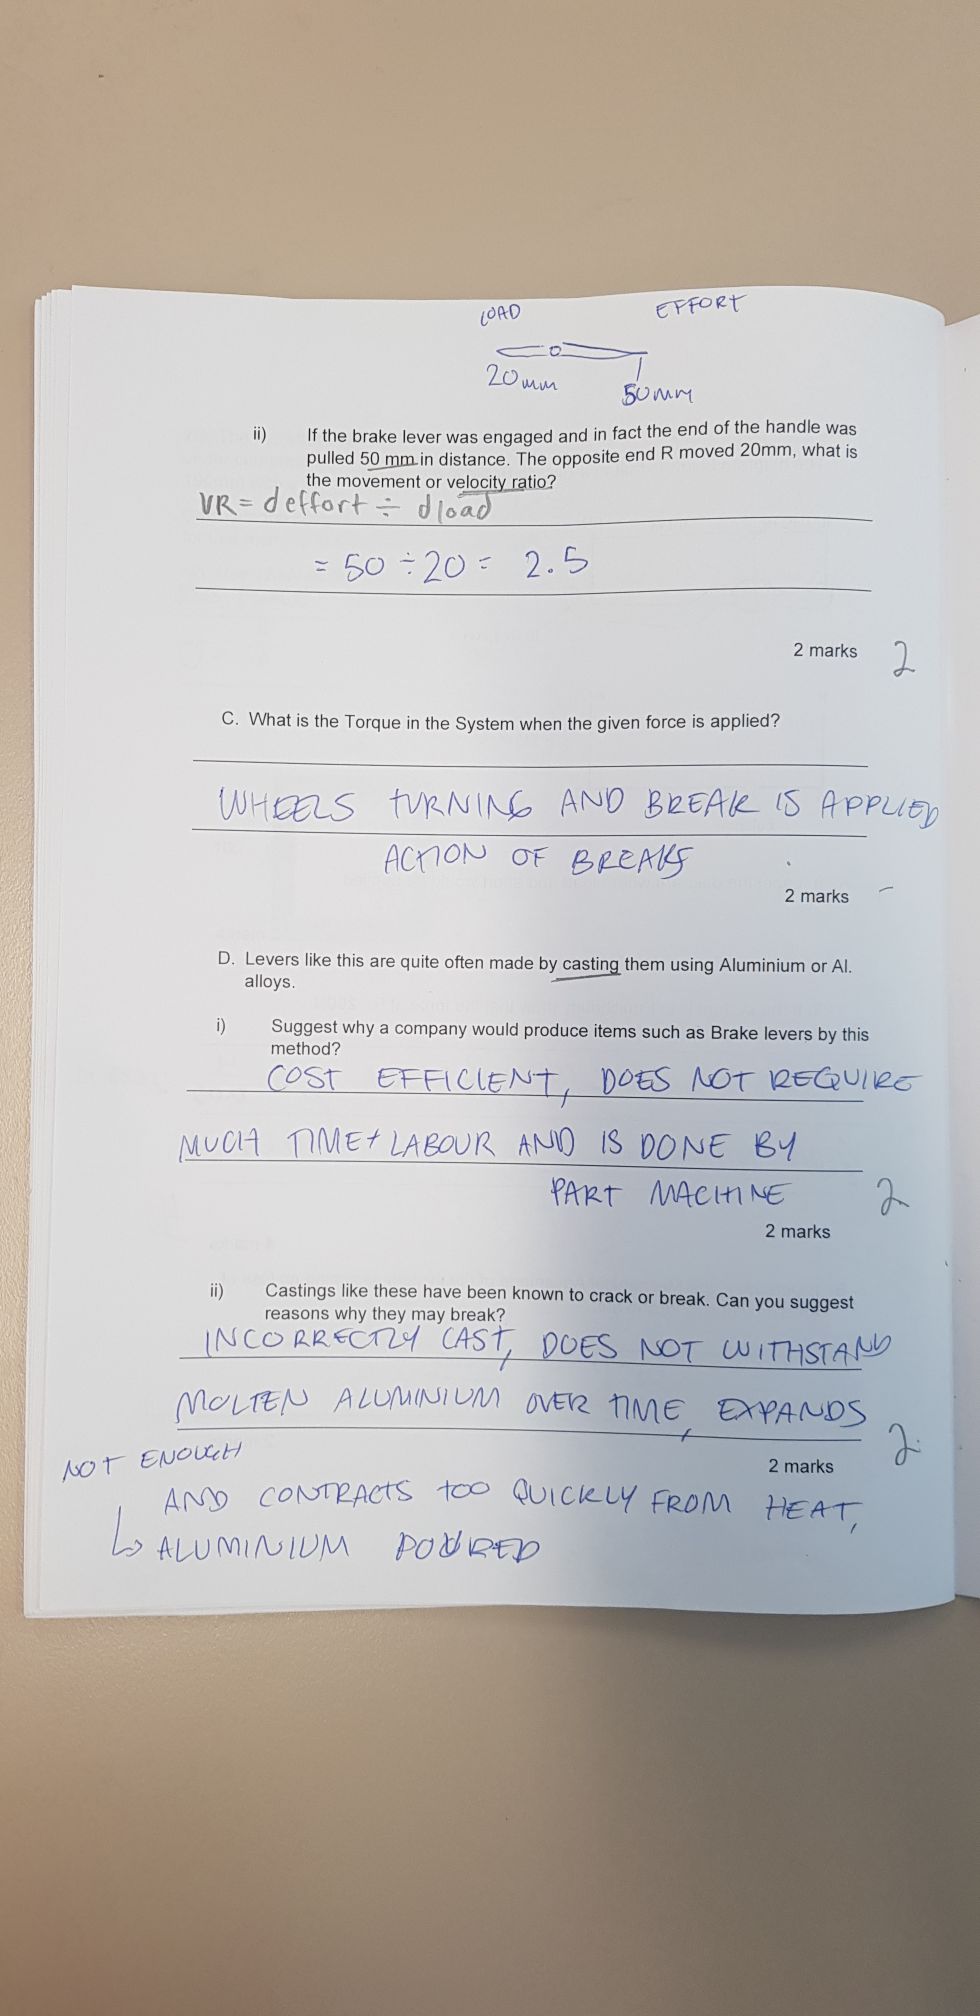 LOAD EFFORT
20mm
50mm
ii) If the brake lever was engaged and in fact the end of the handle was
pulled 50 mm in distance. The opposite end R moved 20mm, what is
the movement or velocity ratio?
VR = deffort ÷ dload
= 50 ÷ 20 = 2.5
2 marks 2
C. What is the Torque in the System when the given force is applied?
WHEELS TURNING AND BREAK IS APPLIED
ACTION OF BREAKS
2 marks –
D. Levers like this are quite often made by casting them using Aluminium or Al.
alloys.
i) Suggest why a company would produce items such as Brake levers by this
method?
COST EFFICIENT, DOES NOT REQUIRE
MUCH TIME + LABOUR AND IS DONE BY
PART MACHINE 2
2 marks
ii) Castings like these have been known to crack or break. Can you suggest
reasons why they may break?
INCORRECTLY CAST, DOES NOT WITHSTAND
MOLTEN ALUMINIUM OVER TIME, EXPANDS
2 marks 2
AND CONTRACTS TOO QUICKLY FROM HEAT,
NOT ENOUGH
↳ ALUMINIUM POURED